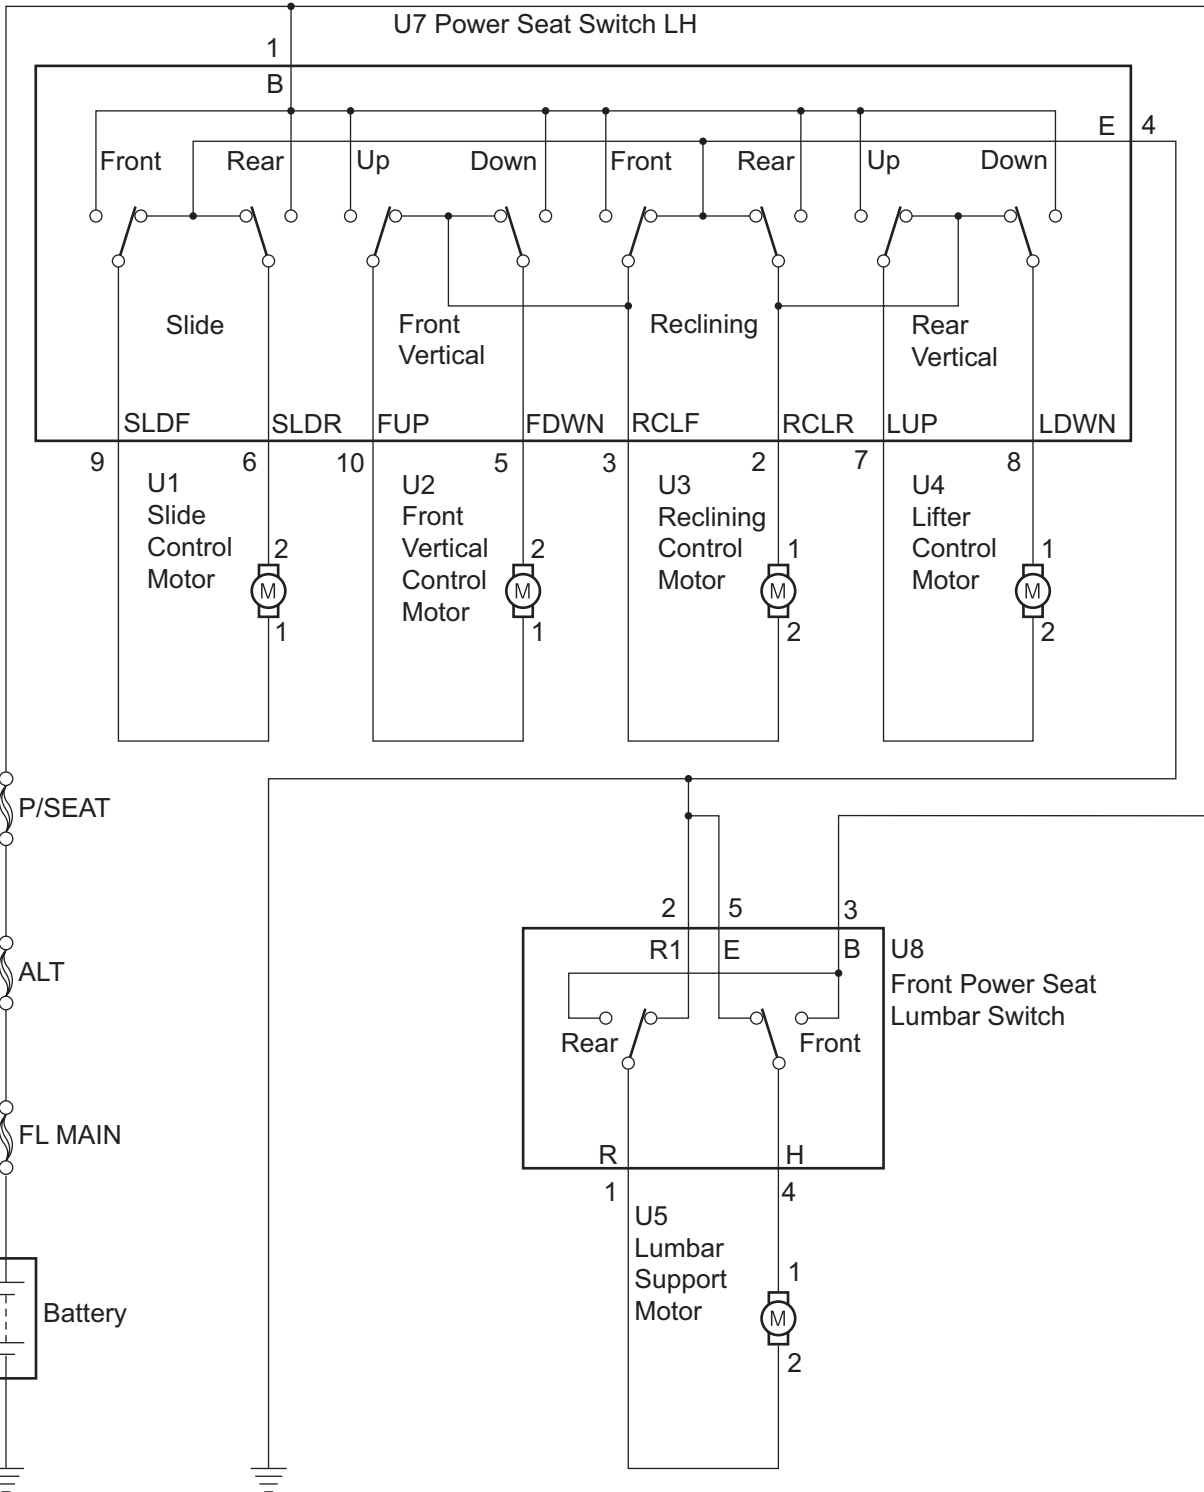 U7 Power Seat Switch LH
1
B
E 4
Front Rear Up Down Front Rear Up Down
Slide
Front
Vertical
Reclining
Rear
Vertical
SLDF SLDR FUP FDWN RCLF RCLR LUP LDWN
9 6 10 5 3 2 7 8
U1
Slide
Control
Motor
2
M
1
U2
Front
Vertical
Control
Motor
2
M
1
U3
Reclining
Control
Motor
1
M
2
U4
Lifter
Control
Motor
1
M
2
P/SEAT
ALT
FL MAIN
Battery
2 5 3
R1 E B
U8
Front Power Seat
Lumbar Switch
Rear Front
R H
1 4
U5
Lumbar
Support
Motor
1
M
2